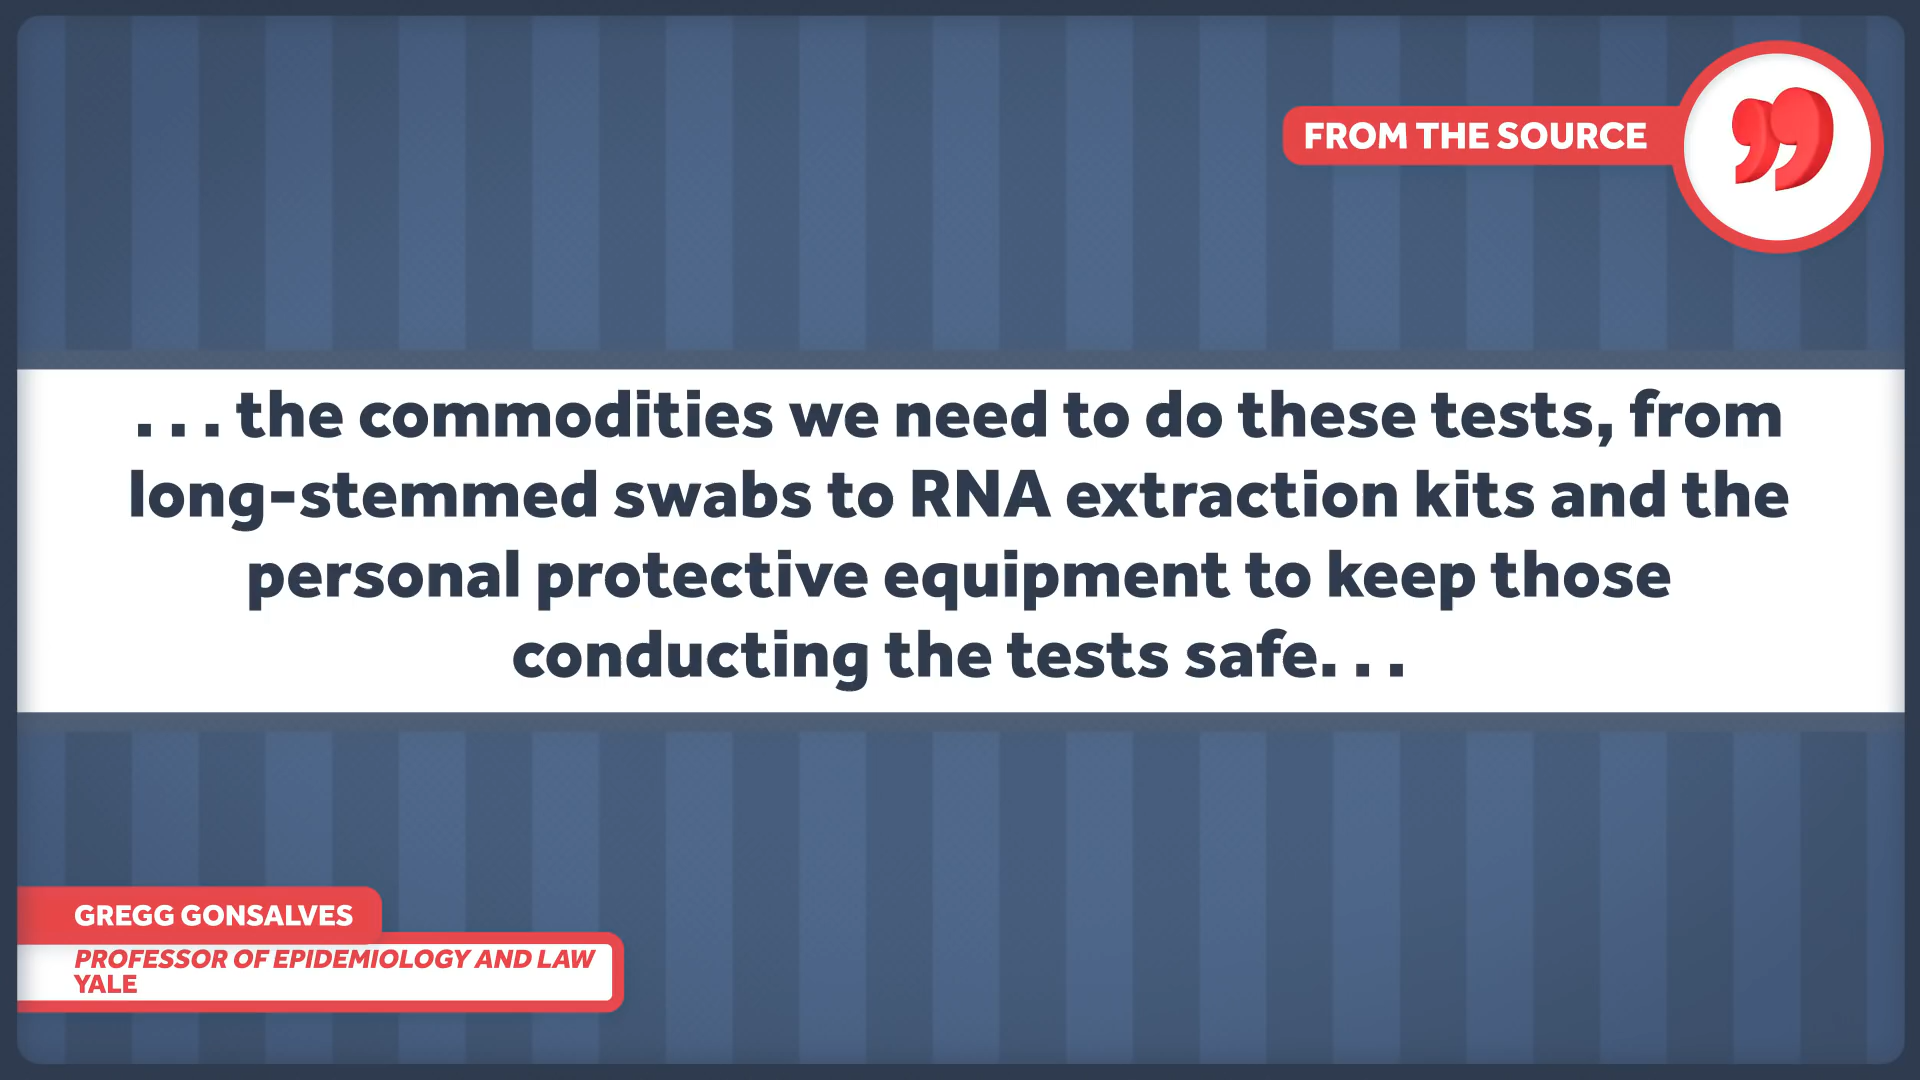 FROM THE SOURCE
. . . the commodities we need to do these tests, from
long-stemmed swabs to RNA extraction kits and the
personal protective equipment to keep those
conducting the tests safe. . .
GREGG GONSALVES
PROFESSOR OF EPIDEMIOLOGY AND LAW
YALE